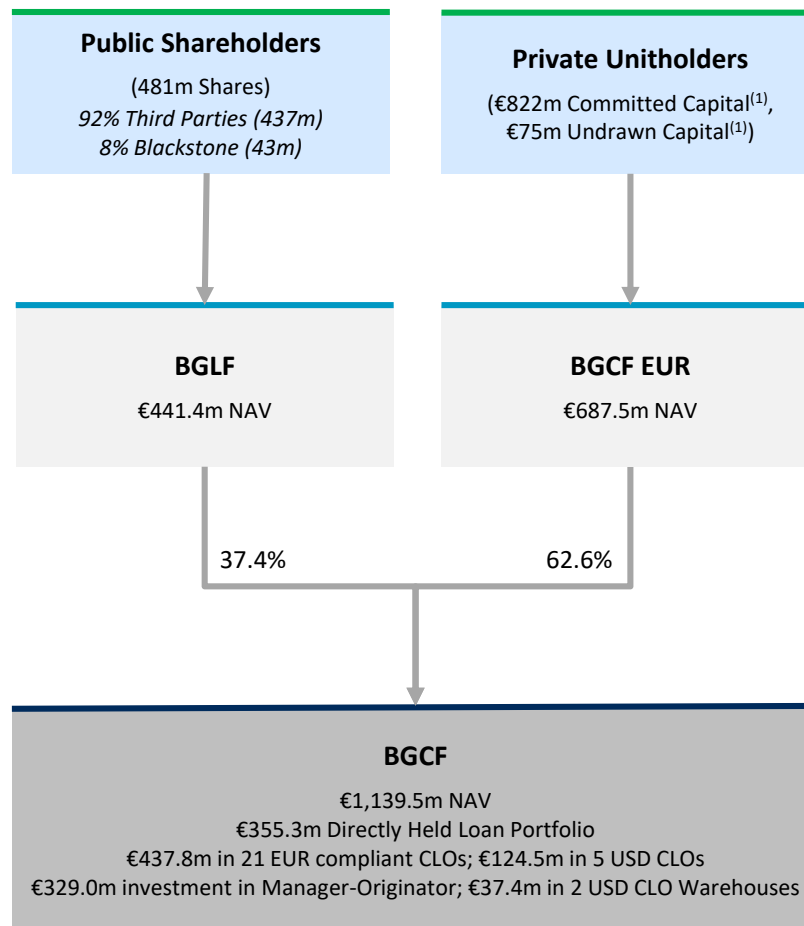 Public Shareholders
(481m Shares)
92% Third Parties (437m)
8% Blackstone (43m)
Private Unitholders
(€822m Committed Capital(1),
€75m Undrawn Capital(1))
BGLF
€441.4m NAV
BGCF EUR
€687.5m NAV
37.4%
62.6%
BGCF
€1,139.5m NAV
€355.3m Directly Held Loan Portfolio
€437.8m in 21 EUR compliant CLOs; €124.5m in 5 USD CLOs
€329.0m investment in Manager-Originator; €37.4m in 2 USD CLO Warehouses